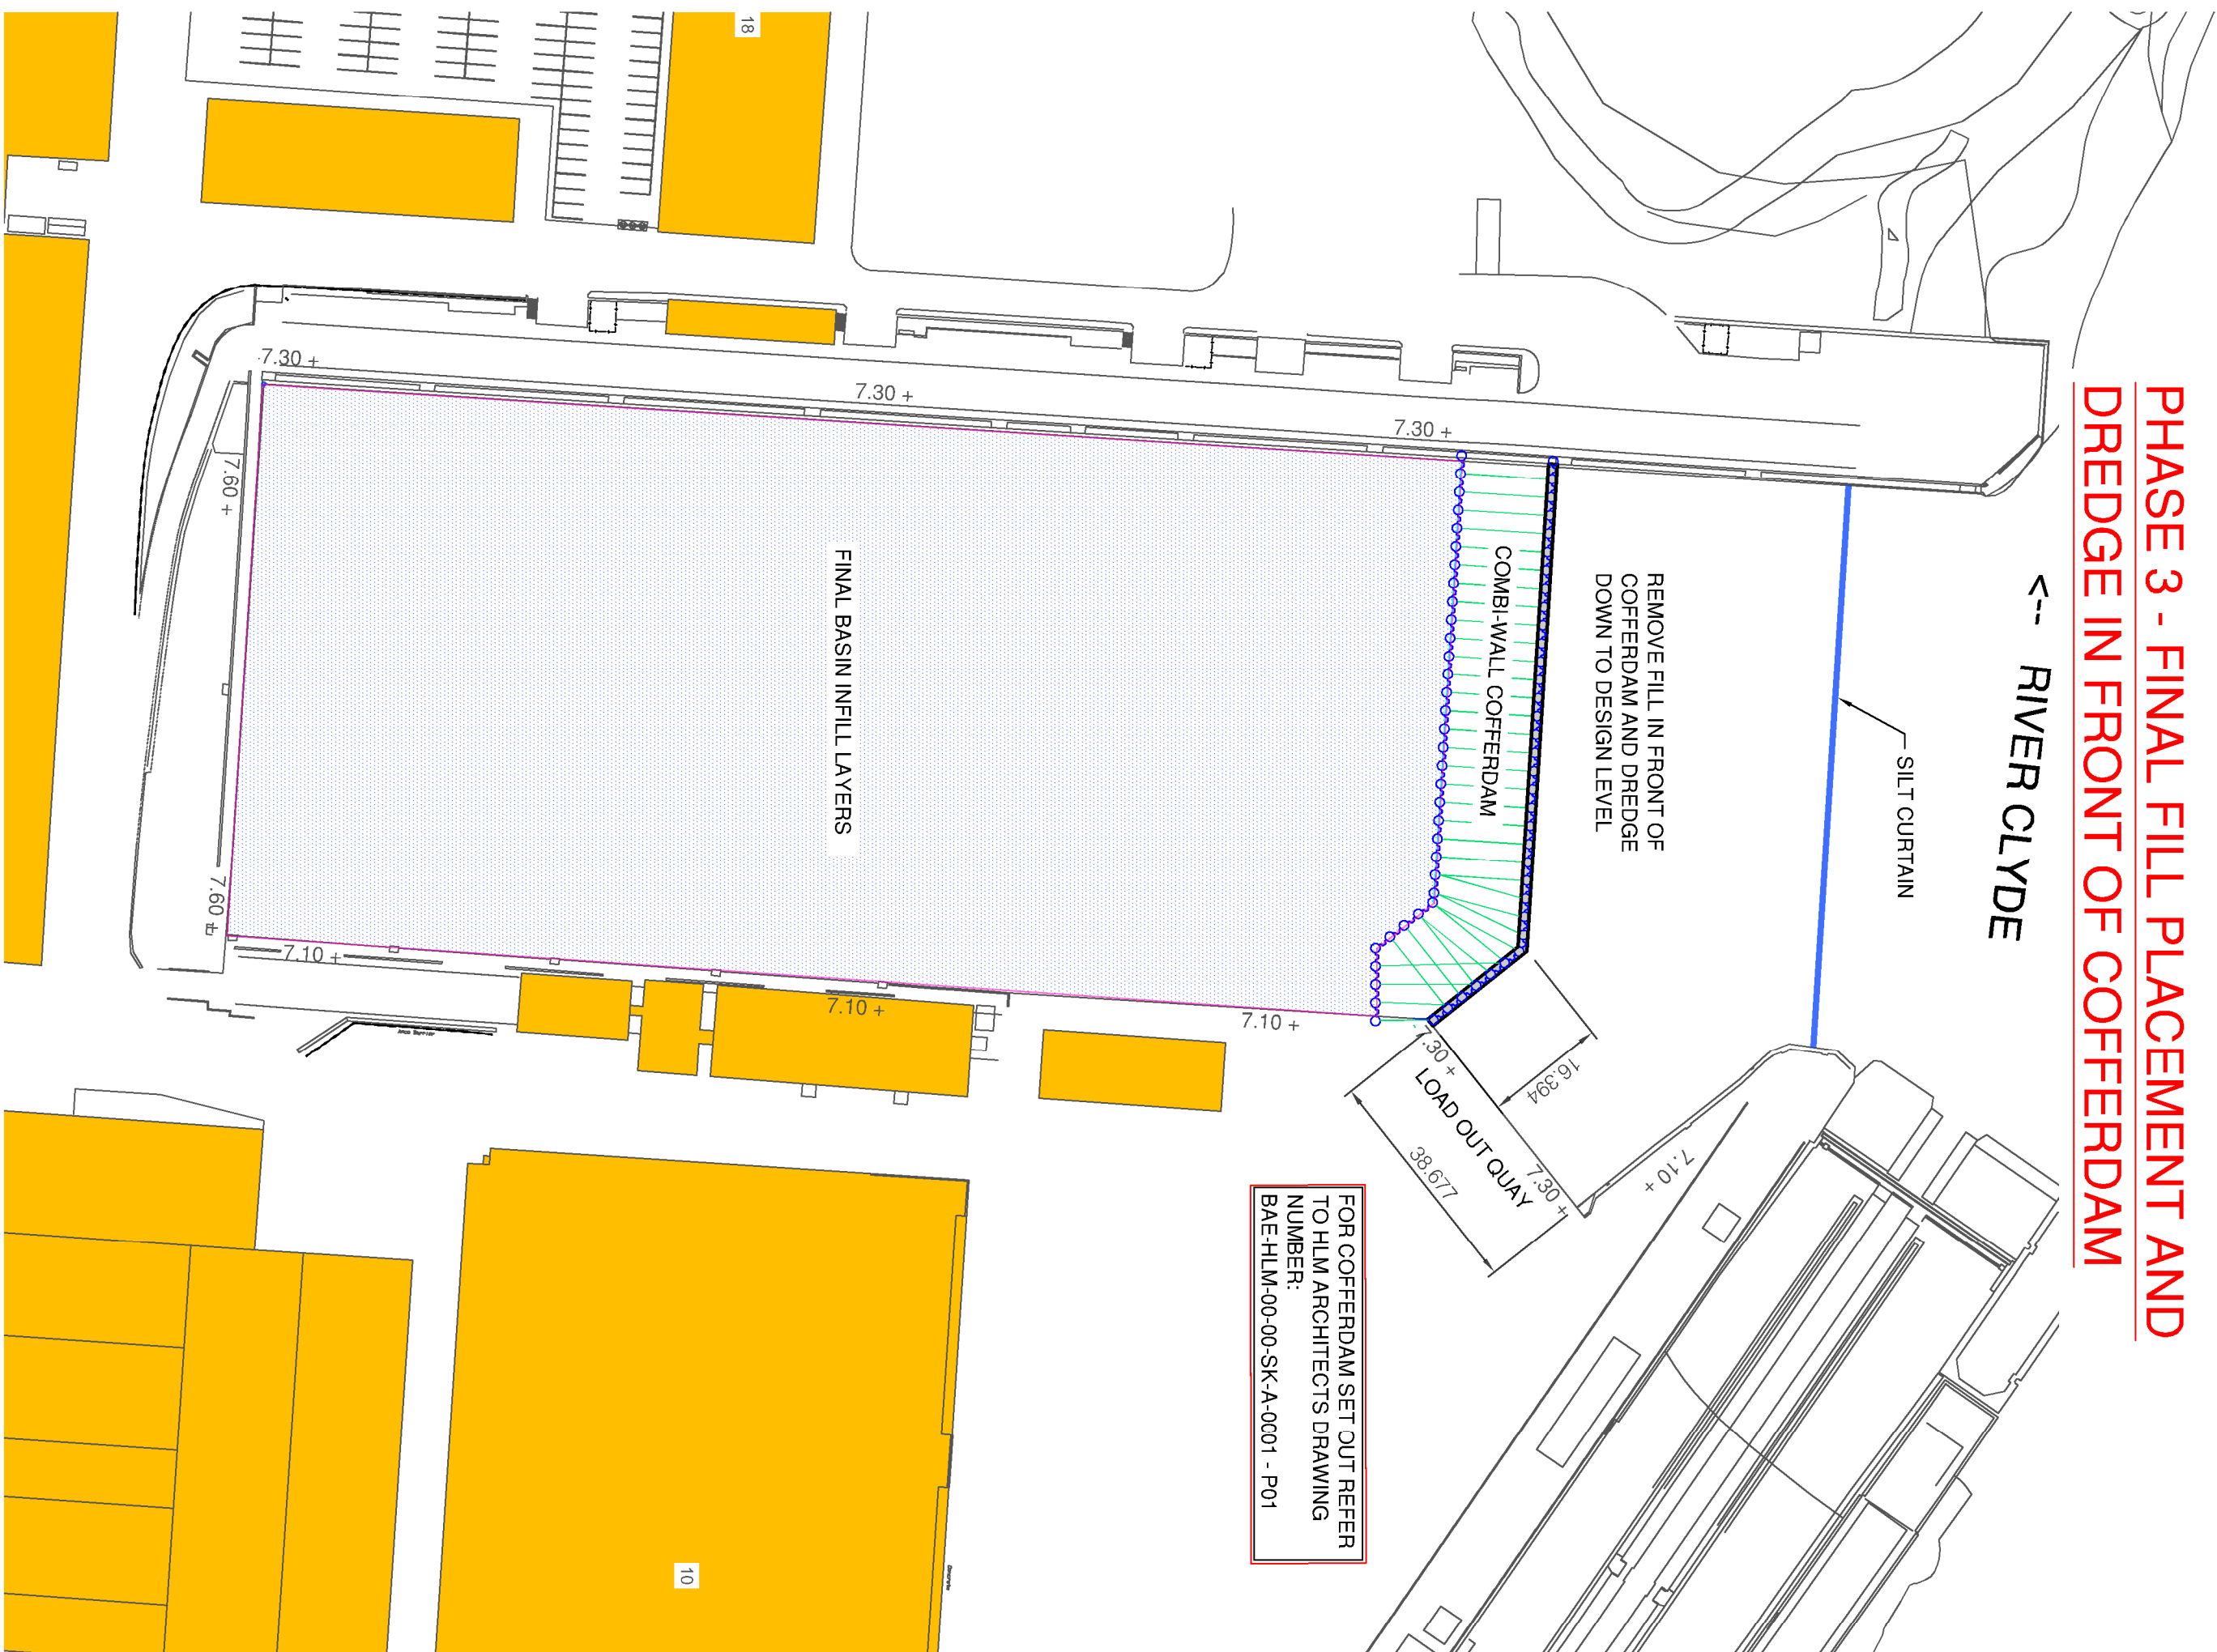 PHASE 3 - FINAL FILL PLACEMENT AND
DREDGE IN FRONT OF COFFERDAM
<-- RIVER CLYDE
SILT CURTAIN
REMOVE FILL IN FRONT OF
COFFERDAM AND DREDGE
DOWN TO DESIGN LEVEL
COMBI-WALL COFFERDAM
FINAL BASIN INFILL LAYERS
LOAD OUT QUAY
16.394
38.677
7.30 +
7.30 +
7.10 +
7.30 +
7.30 +
7.30 +
7.60 +
7.60 +
7.10 +
7.10 +
7.10 +
FOR COFFERDAM SET OUT REFER
TO HLM ARCHITECTS DRAWING
NUMBER:
BAE-HLM-00-00-SK-A-0001 - P01
18
10